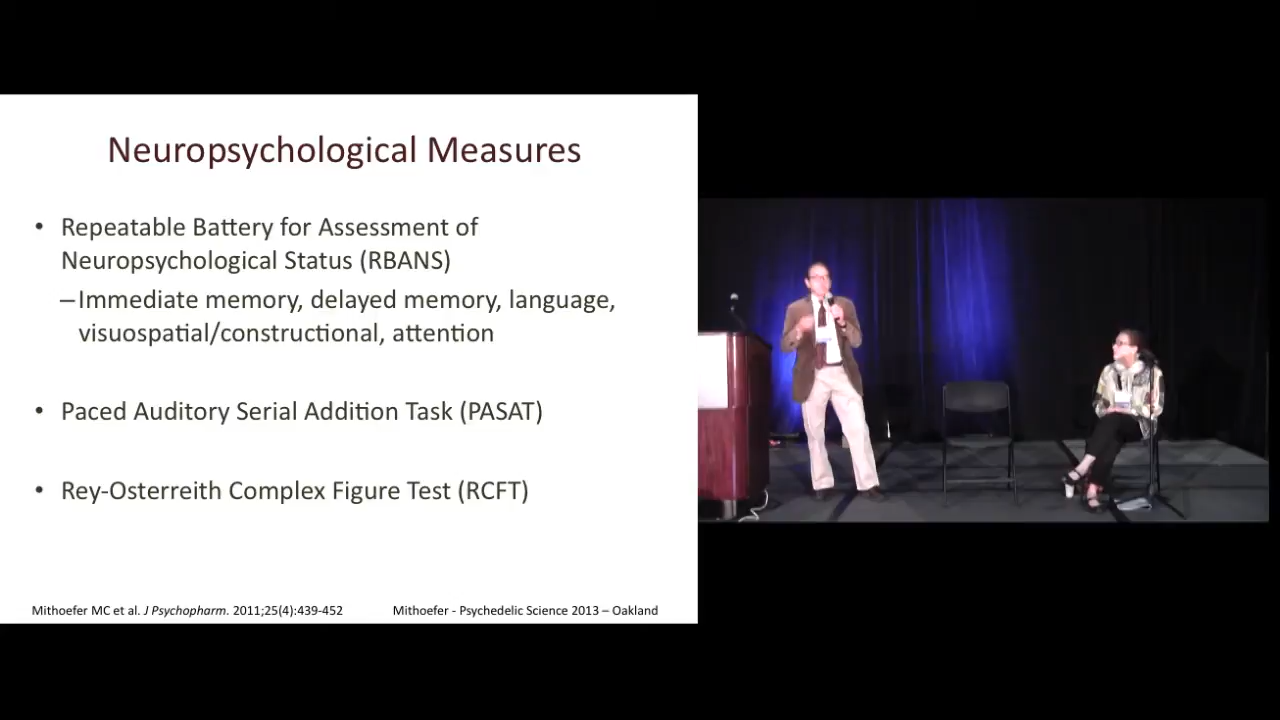 Neuropsychological Measures
• Repeatable Battery for Assessment of
Neuropsychological Status (RBANS)
–Immediate memory, delayed memory, language,
visuospatial/constructional, attention
• Paced Auditory Serial Addition Task (PASAT)
• Rey-Osterreith Complex Figure Test (RCFT)
Mithoefer MC et al. J Psychopharm. 2011;25(4):439-452
Mithoefer - Psychedelic Science 2013 – Oakland